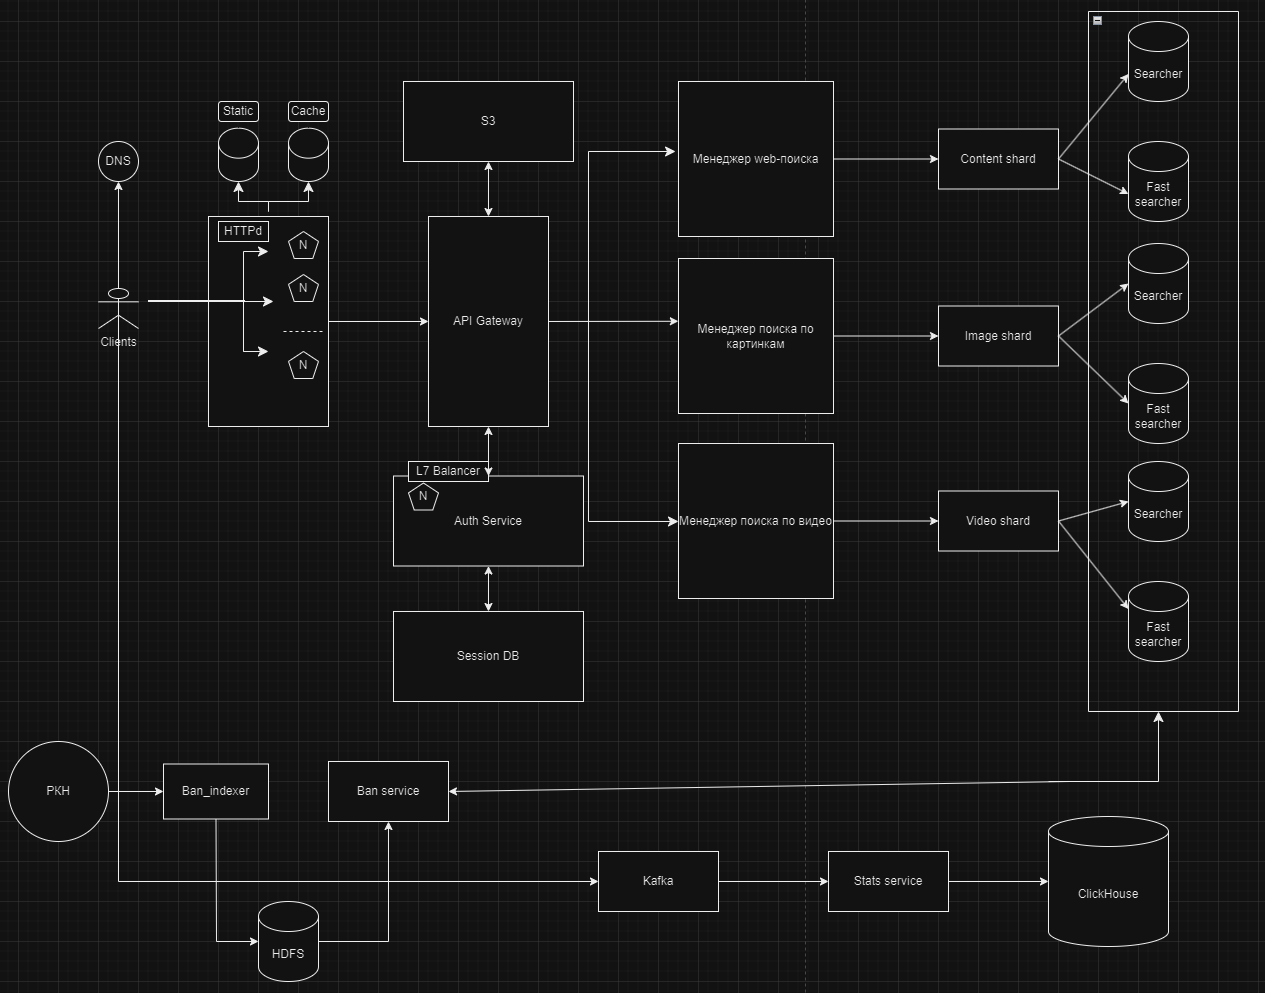 Static
Cache
DNS
HTTPd
N
N
N
Clients
S3
API Gateway
L7 Balancer
N
Auth Service
Session DB
Менеджер web-поиска
Менеджер поиска по
картинкам
Менеджер поиска по видео
Content shard
Image shard
Video shard
Searcher
Fast
searcher
Searcher
Fast
searcher
Searcher
Fast
searcher
РКН
Ban_indexer
Ban service
HDFS
Kafka
Stats service
ClickHouse